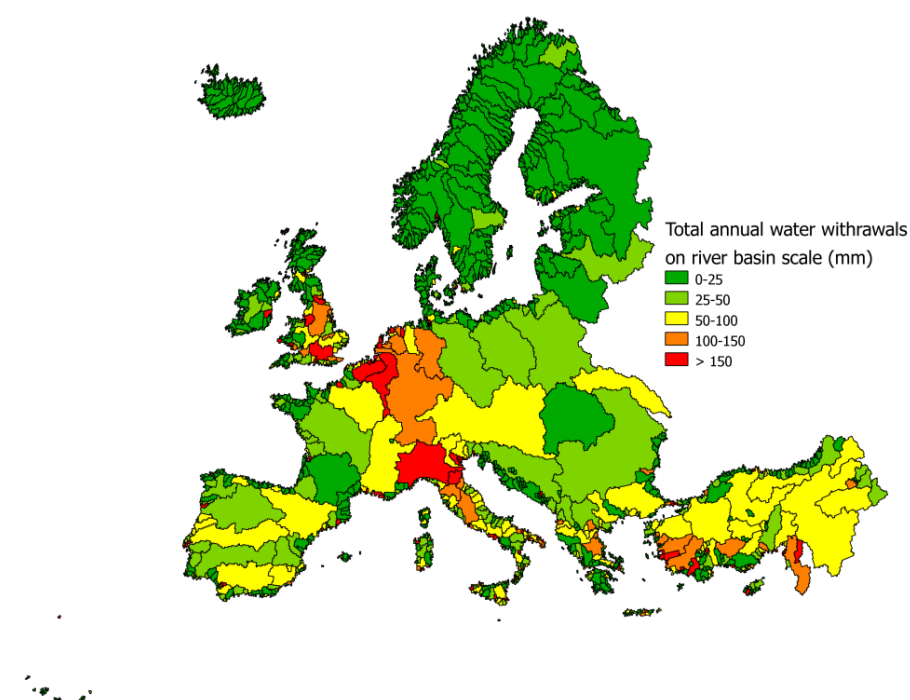 Total annual water withrawals
on river basin scale (mm)
0-25
25-50
50-100
100-150
> 150